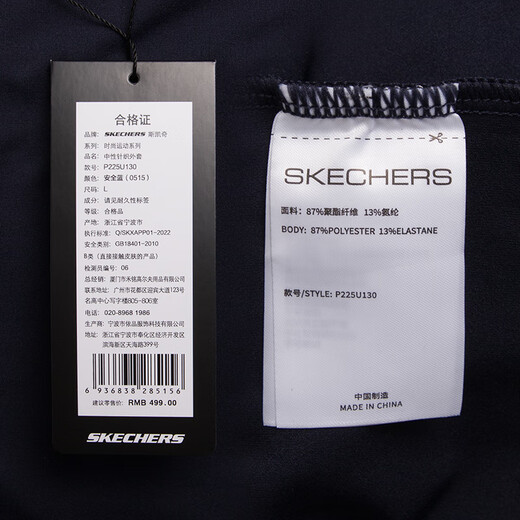 合格证
品牌: SKECHERS 斯凯奇
系列: 时尚运动系列
品名: 中性针织外套
款号: P225U130
颜色: 安全蓝 (0515)
尺码: L
成分: 请见耐久性标签
等级: 合格品
产地: 浙江省宁波市
执行标准: Q/SKXAPP01-2022
安全类别: GB18401-2010
B类 (直接接触皮肤的产品)
检测员编号: 06
总经销: 厦门市禾铭高尔夫用品有限公司
联系地址: 广州市花都区迎宾大道123号
名高中心写字楼805-806室
电话: 020-8968 1986
生产商: 宁波市依品服饰科技有限公司
地址: 浙江省宁波市奉化区经济开发区
滨海新区天海路399号
6 936838 285156
建议零售价: RMB 499.00
SKECHERS
SKECHERS
面料: 87%聚酯纤维 13%氨纶
BODY: 87%POLYESTER 13%ELASTANE
款号/STYLE: P225U130
中国制造
MADE IN CHINA